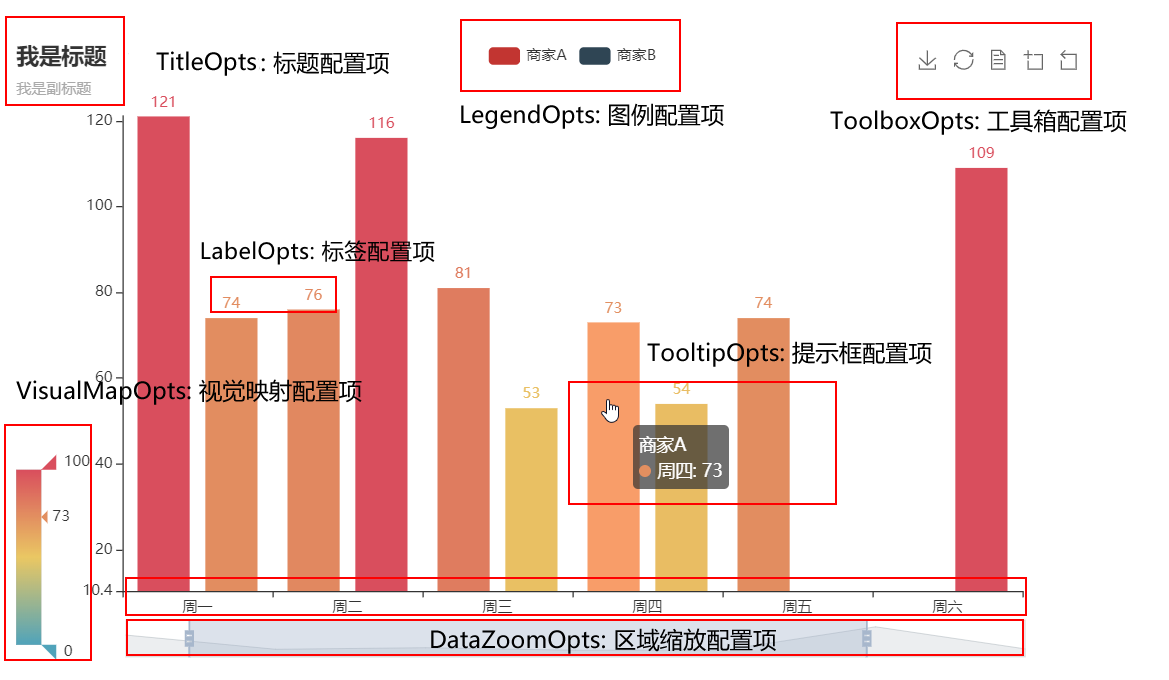 我是标题
我是副标题
TitleOpts: 标题配置项
商家A 商家B
LegendOpts: 图例配置项
ToolboxOpts: 工具箱配置项
121
120
116
109
100
LabelOpts: 标签配置项
81
80
74
76
73
74
TooltipOpts: 提示框配置项
60
VisualMapOpts: 视觉映射配置项
53
54
商家A
周四: 73
100
40
73
20
10.4
0
周一 周二 周三 周四 周五 周六
DataZoomOpts: 区域缩放配置项